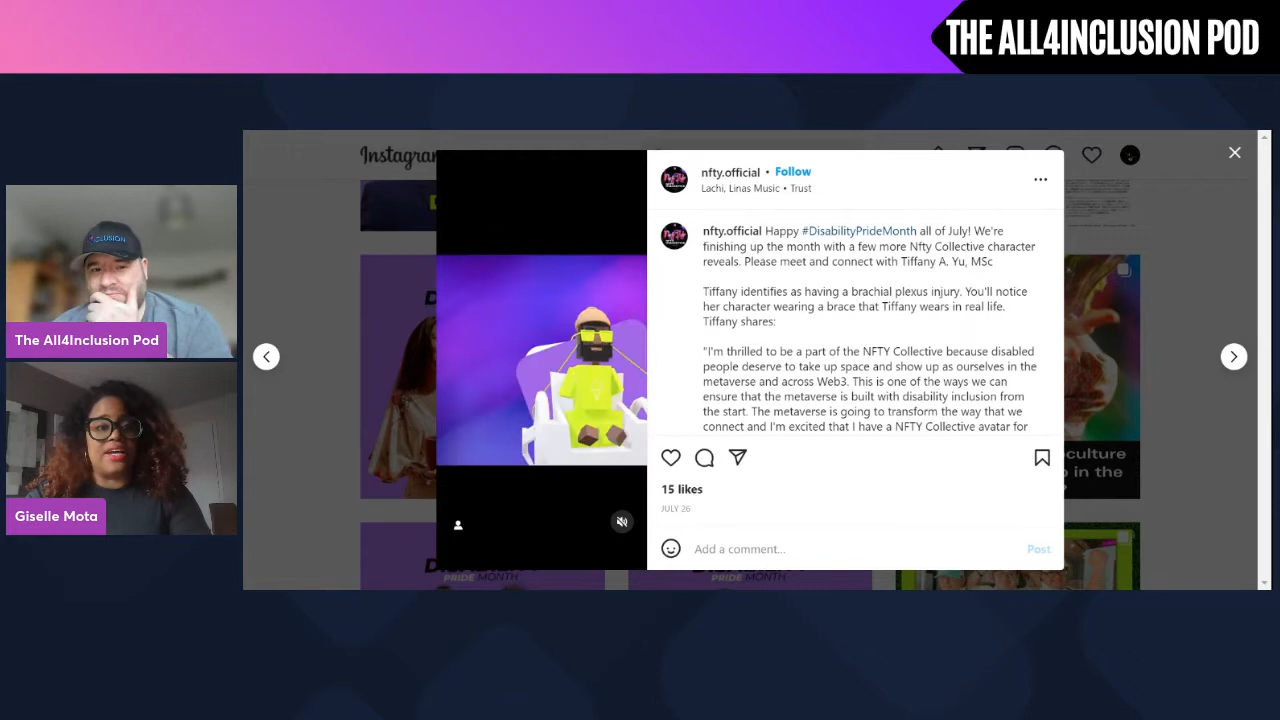 THE ALL4INCLUSION POD
Instagram
nfty.official • Follow
Lachi, Linas Music • Trust
nfty.official Happy #DisabilityPrideMonth all of July! We're
finishing up the month with a few more Nfty Collective character
reveals. Please meet and connect with Tiffany A. Yu, MSc
Tiffany identifies as having a brachial plexus injury. You'll notice
her character wearing a brace that Tiffany wears in real life.
Tiffany shares:
"I'm thrilled to be a part of the NFTY Collective because disabled
people deserve to take up space and show up as ourselves in the
metaverse and across Web3. This is one of the ways we can
ensure that the metaverse is built with disability inclusion from
the start. The metaverse is going to transform the way that we
connect and I'm excited that I have a NFTY Collective avatar for
15 likes
JULY 26
Add a comment...
Post
The All4Inclusion Pod
Giselle Mota
culture
in the
PRIDE MONTH
PRIDE MONTH